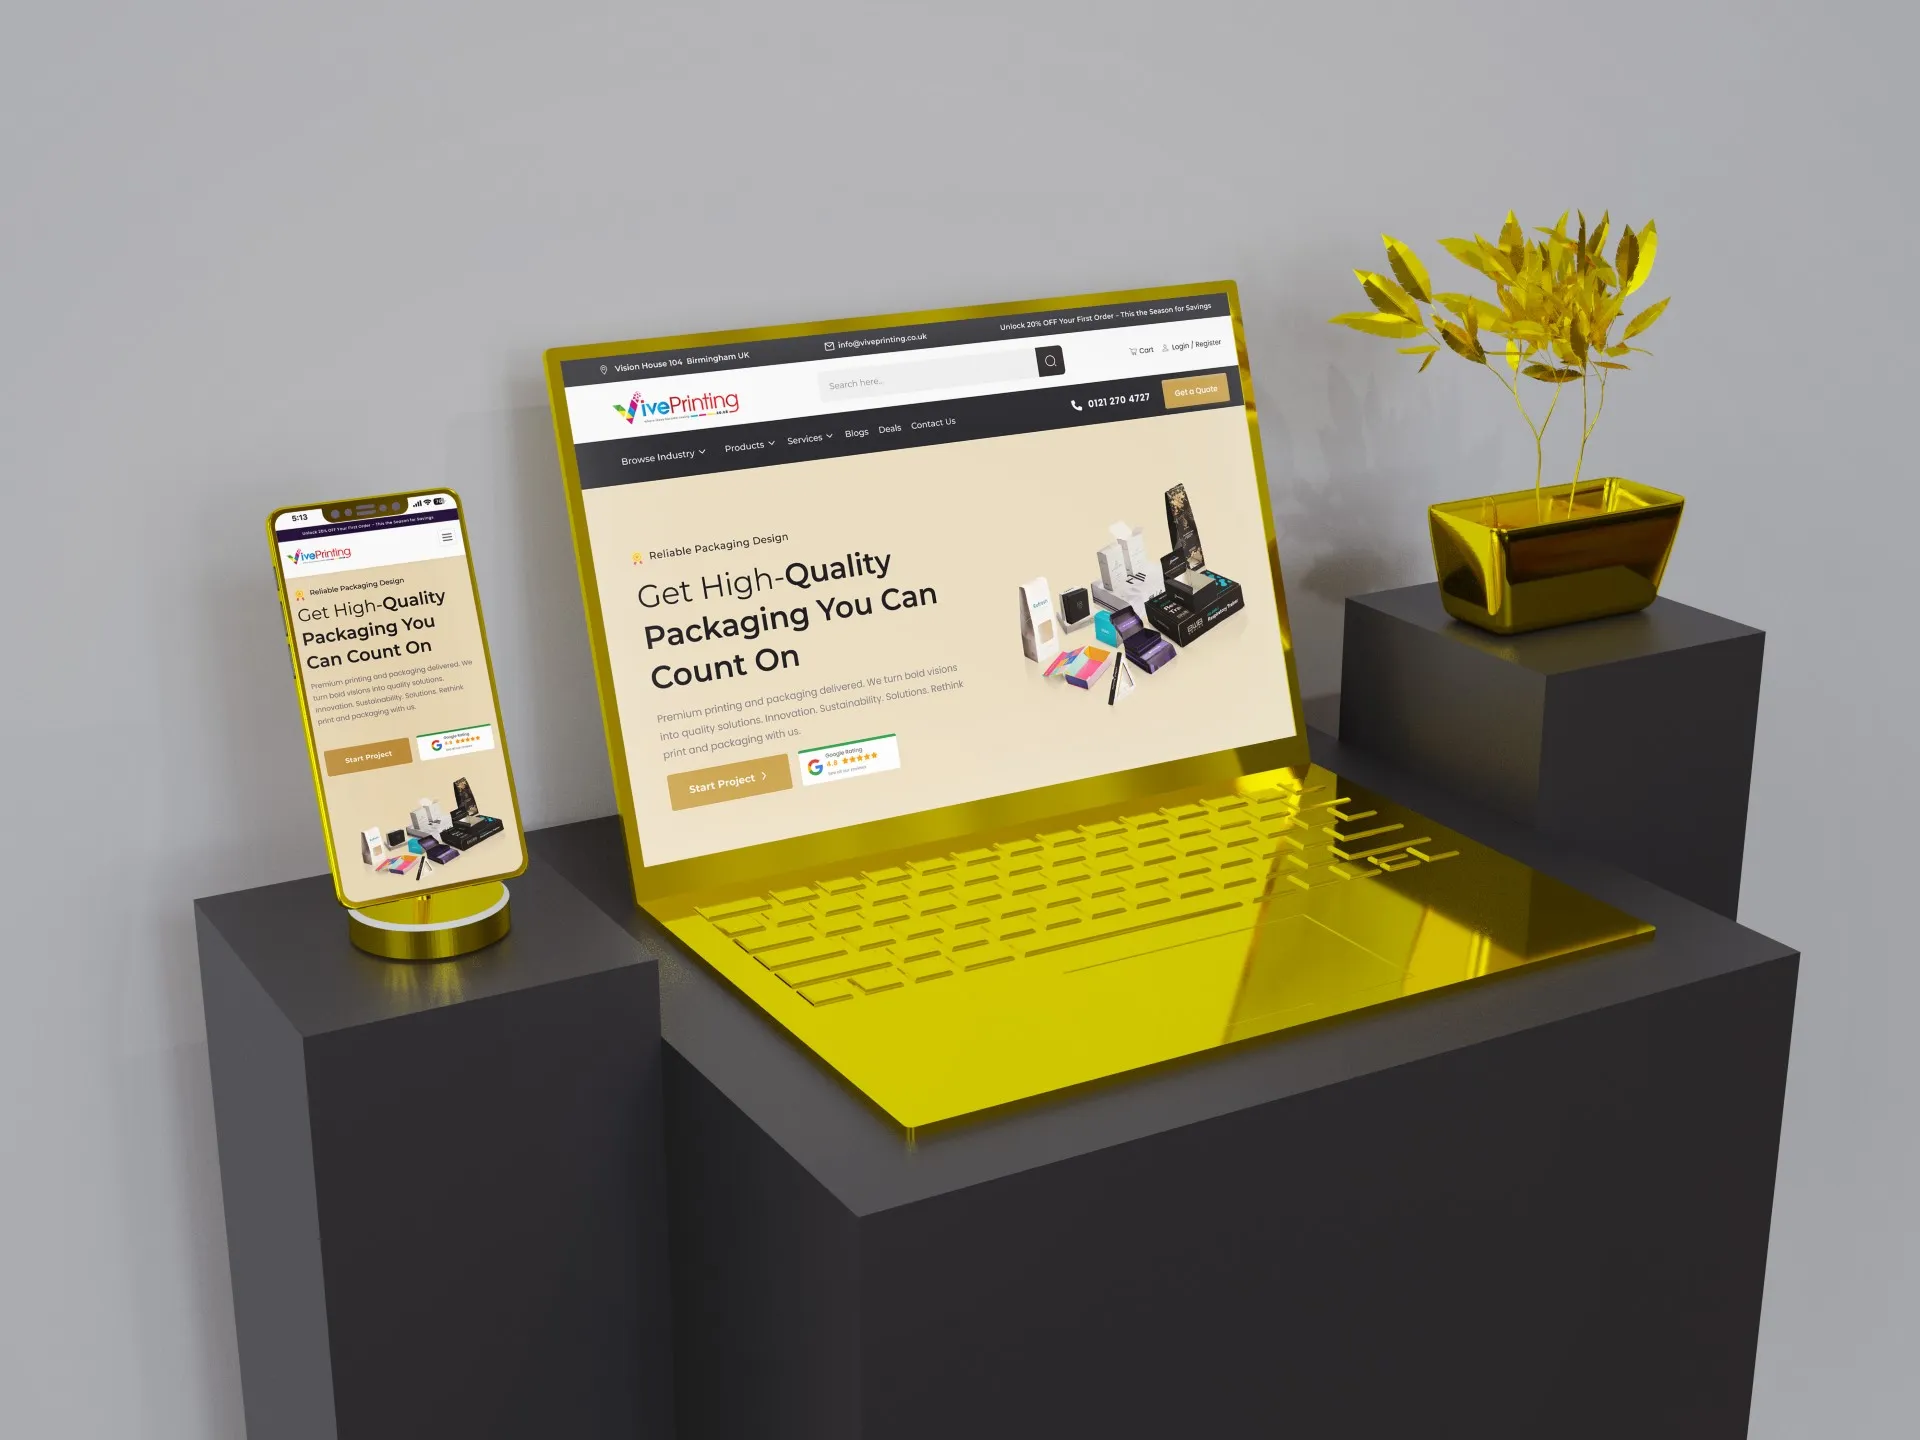 5:13
Unlock 20% OFF Your First Order - This the Season for Savings
VivePrinting
Reliable Packaging Design
Get High-Quality
Packaging You
Can Count On
Premium printing and packaging delivered. We
turn bold visions into quality solutions.
Innovation. Sustainability. Solutions. Rethink
print and packaging with us.
Start Project
Google Rating
4.8
Vision House 104 Birmingham UK
info@viveprinting.co.uk
Unlock 20% OFF Your First Order - This the Season for Savings
VivePrinting
.co.uk
Search here...
Cart
Login / Register
Browse Industry
Products
Services
Blogs
Deals
Contact Us
0121 270 4727
Get a Quote
Reliable Packaging Design
Get High-Quality
Packaging You Can
Count On
Premium printing and packaging delivered. We turn bold visions
into quality solutions. Innovation. Sustainability. Solutions. Rethink
print and packaging with us.
Start Project
Google Rating
4.8
See all our reviews